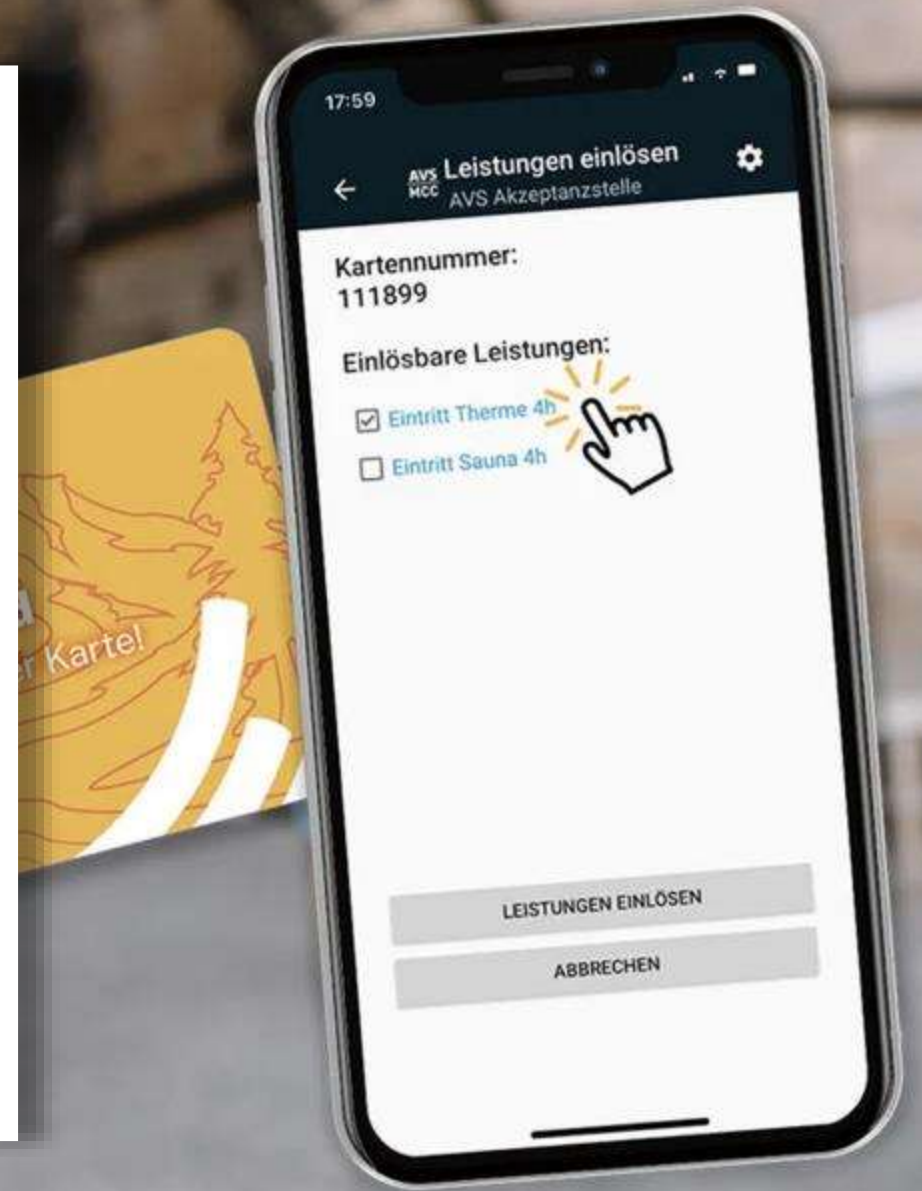 17:59
AVS MCC Leistungen einlösen
AVS Akzeptanzstelle
Kartennummer:
111899
Einlösbare Leistungen:
Eintritt Therme 4h
Eintritt Sauna 4h
LEISTUNGEN EINLÖSEN
ABBRECHEN
Karte!